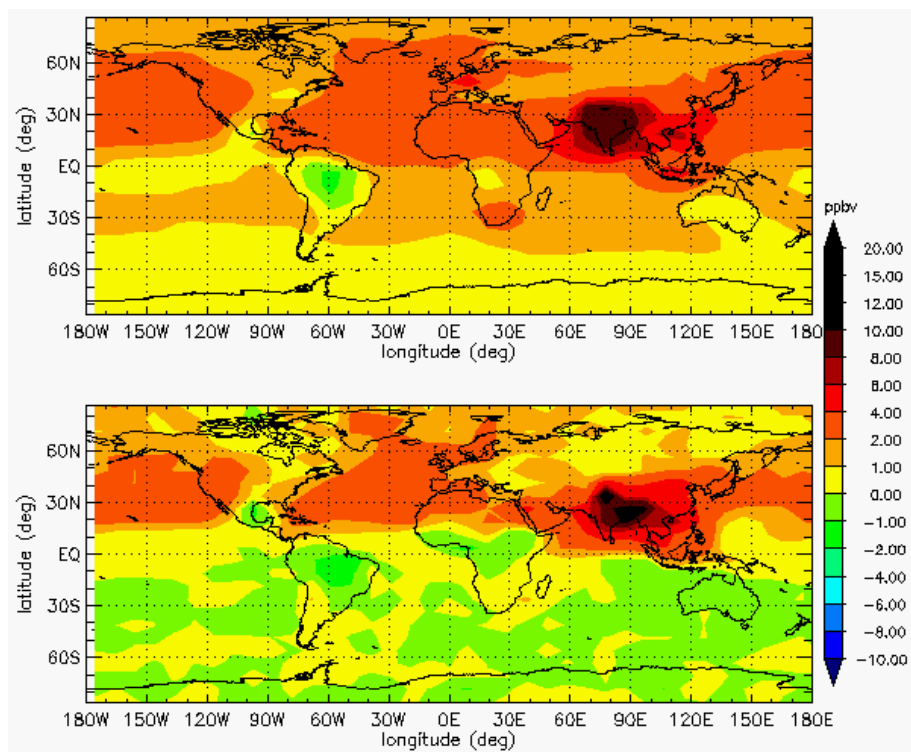 60N
30N
EQ
30S
60S
latitude (deg)
180W 150W 120W 90W 60W 30W 0E 30E 60E 90E 120E 150E 180E
longitude (deg)
ppbv
20.00
15.00
12.00
10.00
8.00
6.00
4.00
2.00
1.00
0.00
-1.00
-2.00
-4.00
-6.00
-8.00
-10.00
60N
30N
EQ
30S
60S
latitude (deg)
180W 150W 120W 90W 60W 30W 0E 30E 60E 90E 120E 150E 180E
longitude (deg)